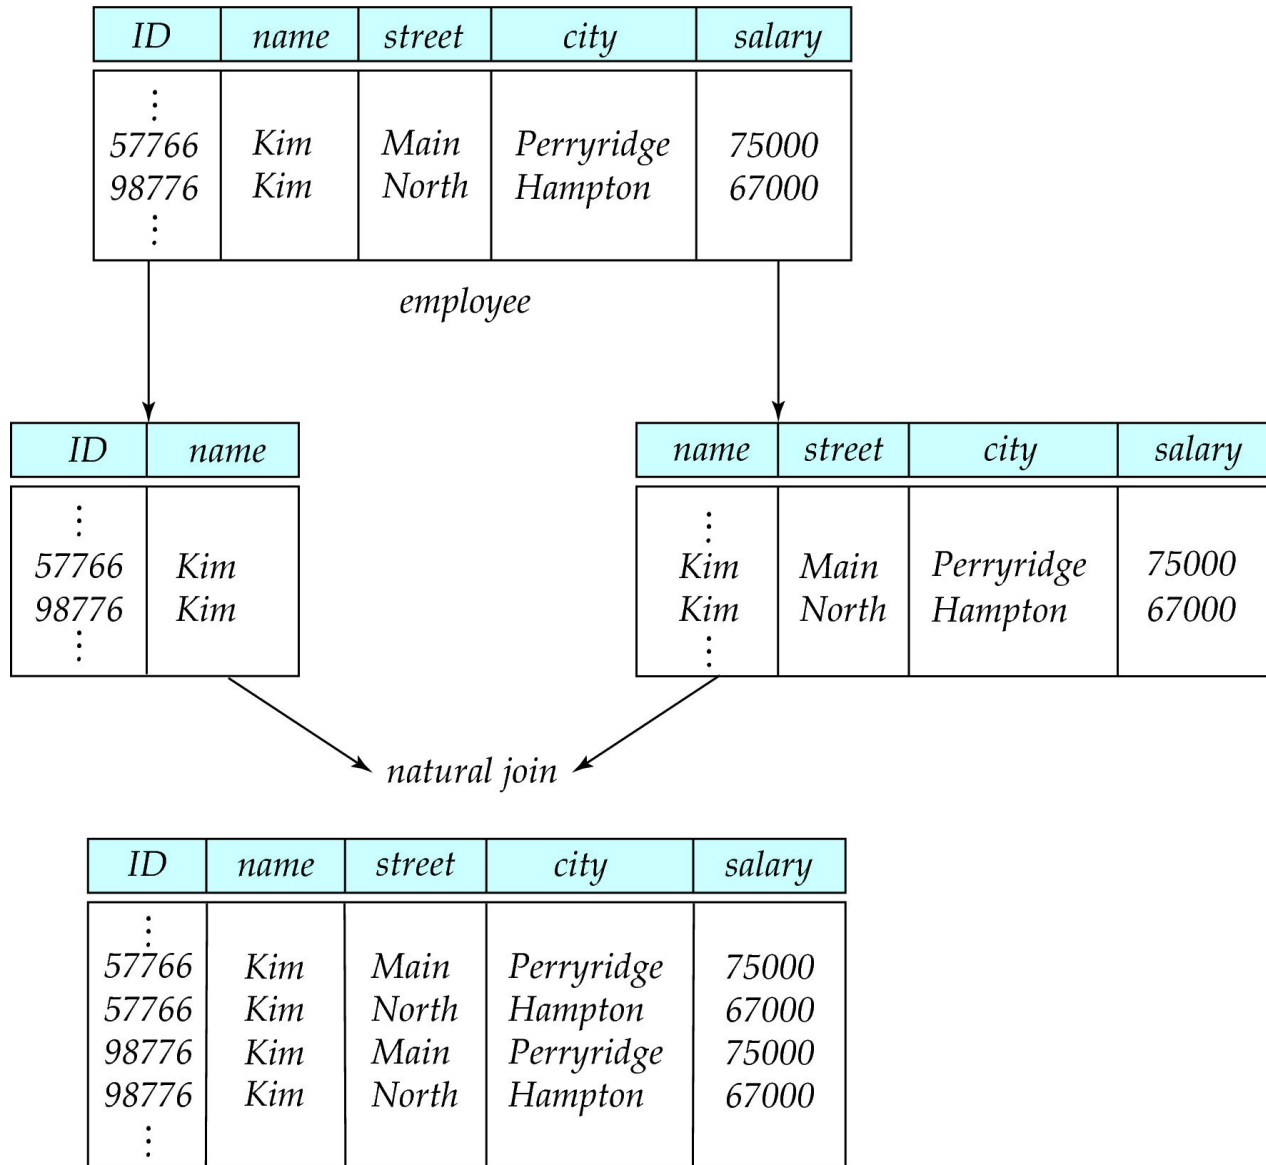 ID name street city salary
57766 Kim Main Perryridge 75000
98776 Kim North Hampton 67000
employee
ID name
57766 Kim
98776 Kim
name street city salary
Kim Main Perryridge 75000
Kim North Hampton 67000
natural join
ID name street city salary
57766 Kim Main Perryridge 75000
57766 Kim North Hampton 67000
98776 Kim Main Perryridge 75000
98776 Kim North Hampton 67000